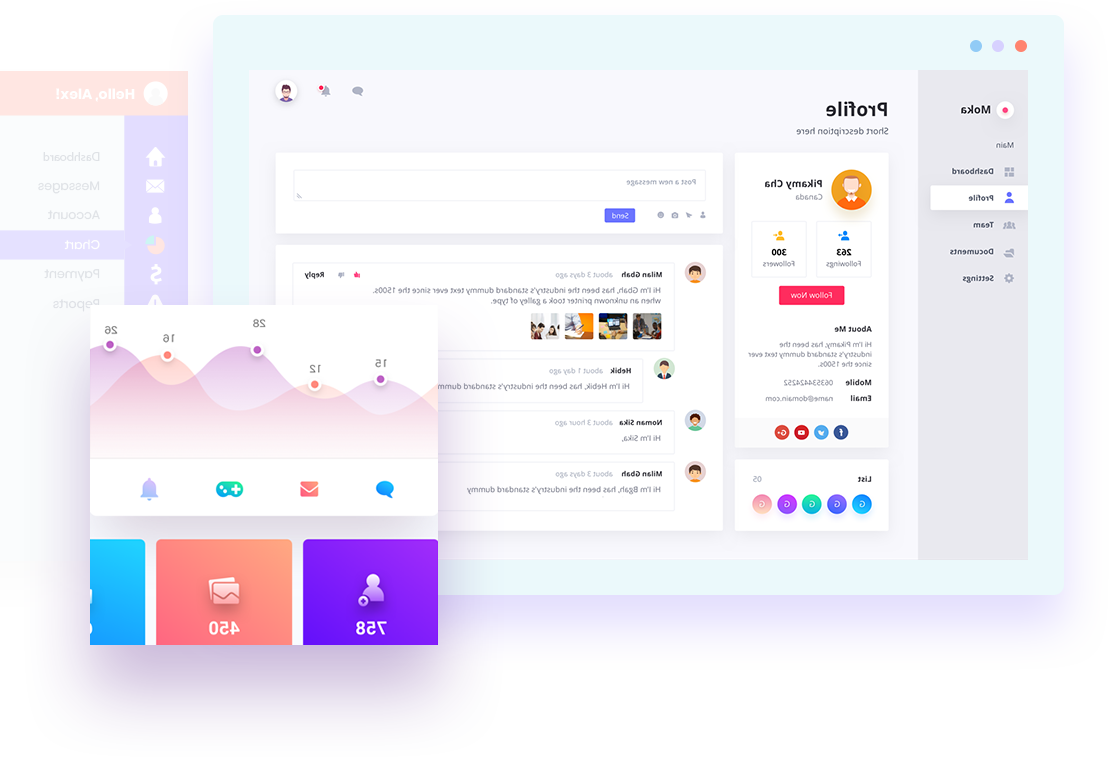 Hello, Alex!
Dashboard
Messages
Account
Chart
Payment
Reports
Moka
Main
Dashboard
Profile
Team
Documents
Settings
Profile
Short description here
Pikamy Cha
Canada
263
Followings
300
Followers
Follow Now
About Me
Hi I'm Pikamy, has been the
industry's standard dummy text ever
since the 1500s.
Mobile 06353442425２
Email name@domain.com
List 05
G G G G G
Post a new message
Send
Milan Gbah about 3 days ago Reply
Hi I'm Gbah, has been the industry's standard dummy text ever since the 1500s.
when an unknown printer took a galley of type.
Hebik about 1 day ago
Hi I'm Hebik, has been the industry's standard dumm
Noman Sika about 3 hour ago
Hi I'm Sika,
Milan Gbah about 3 days ago
Hi I'm Bgah, has been the industry's standard dummy
15
12
28
16
26
758
450